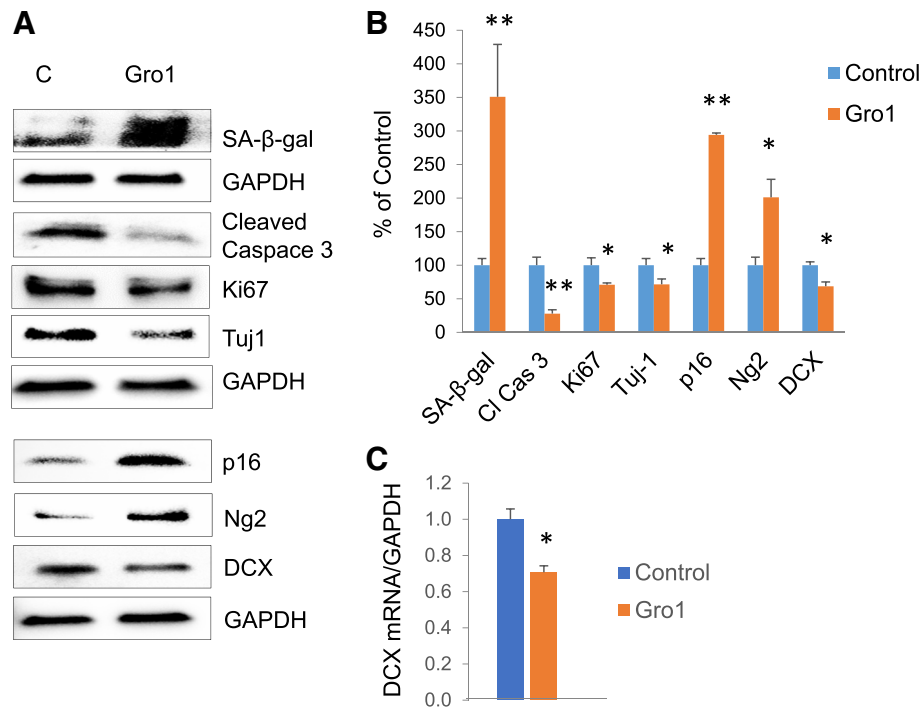 A
C Gro1
SA-β-gal
GAPDH
Cleaved
Caspace 3
Ki67
Tuj1
GAPDH
p16
Ng2
DCX
GAPDH
B
% of Control
450
400
350
300
250
200
150
100
50
0
** ** * * ** * *
SA-β-gal Cl Cas 3 Ki67 Tuj-1 p16 Ng2 DCX
Control
Gro1
C
DCX mRNA/GAPDH
1.2
1.0
0.8
0.6
0.4
0.2
0.0
*
Control
Gro1